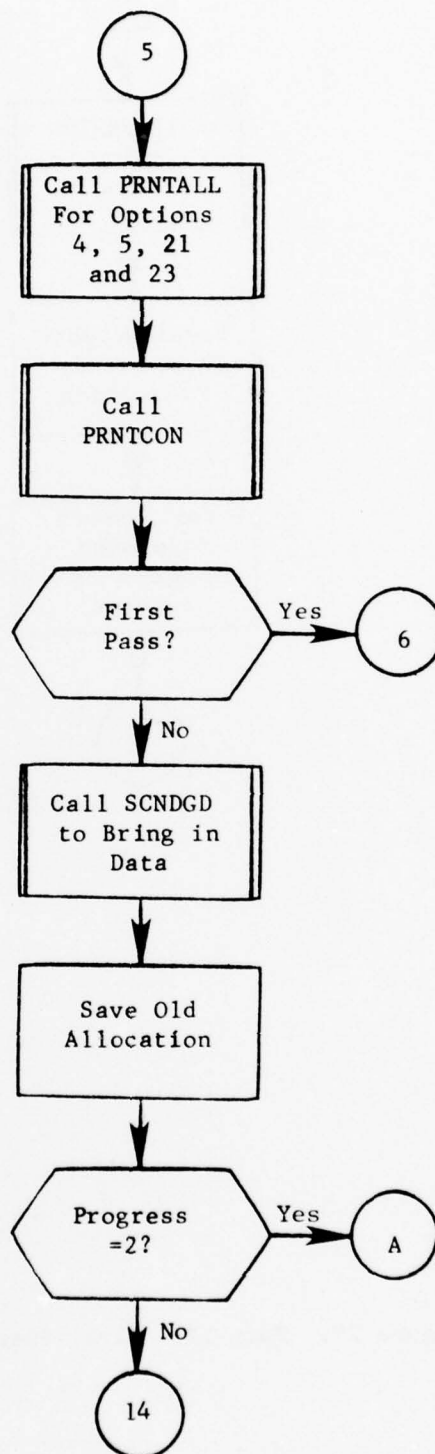 5
Call PRNTALL
For Options
4, 5, 21
and 23
Call
PRNTCON
First
Pass?
Yes
6
No
Call SCNDGD
to Bring in
Data
Save Old
Allocation
Progress
=2?
Yes
A
No
14